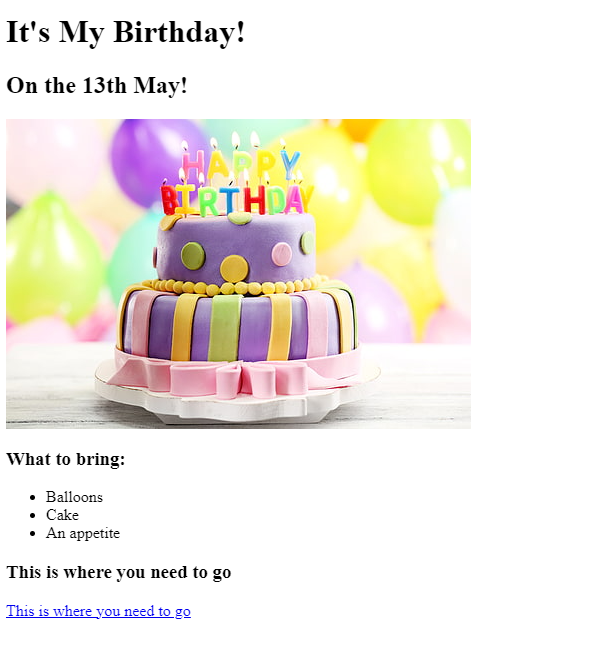 It's My Birthday!
On the 13th May!
HAPPY
BIRTHDAY
What to bring:
Balloons
Cake
An appetite
This is where you need to go
This is where you need to go